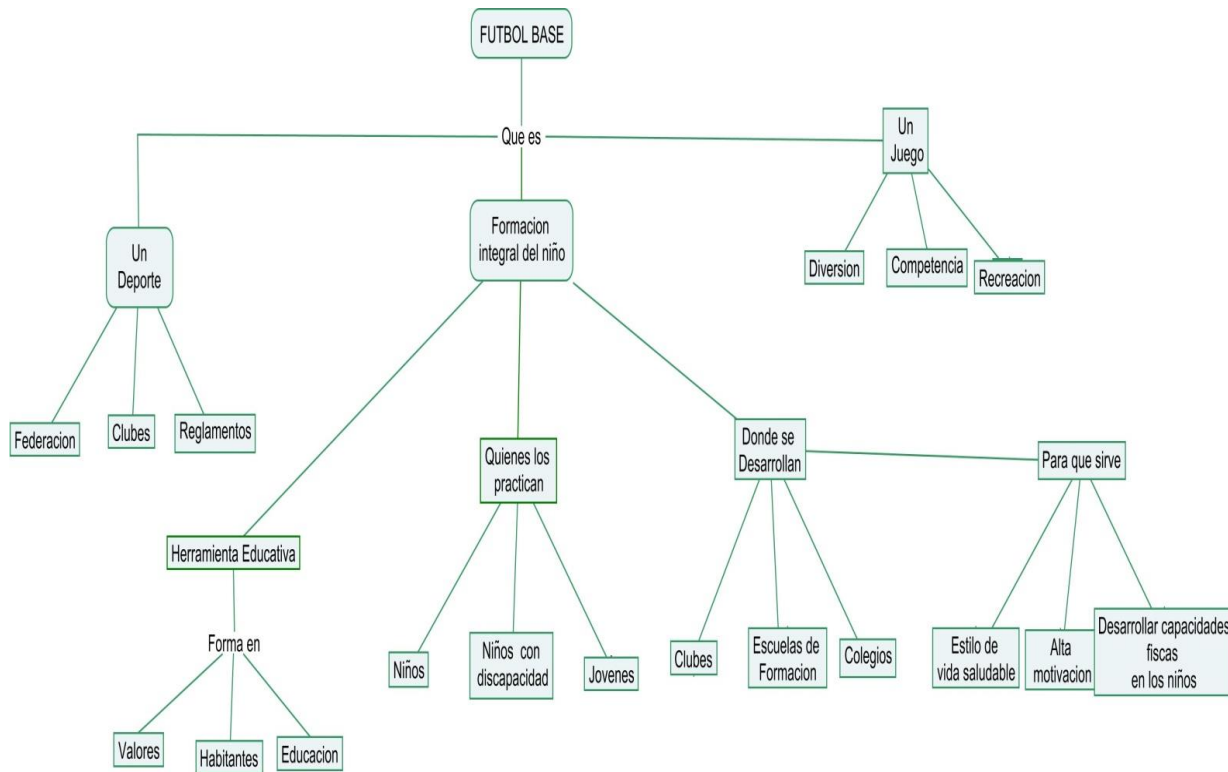 FUTBOL BASE
Que es
Un
Juego
Formacion
integral del niño
Un
Deporte
Diversion
Competencia
Recreacion
Federacion
Clubes
Reglamentos
Quienes los
practican
Donde se
Desarrollan
Para que sirve
Herramienta Educativa
Forma en
Niños
Niños con
discapacidad
Jovenes
Clubes
Escuelas de
Formacion
Colegios
Estilo de
vida saludable
Alta
motivacion
Desarrollar capacidades
fiscas
en los niños
Valores
Habitantes
Educacion